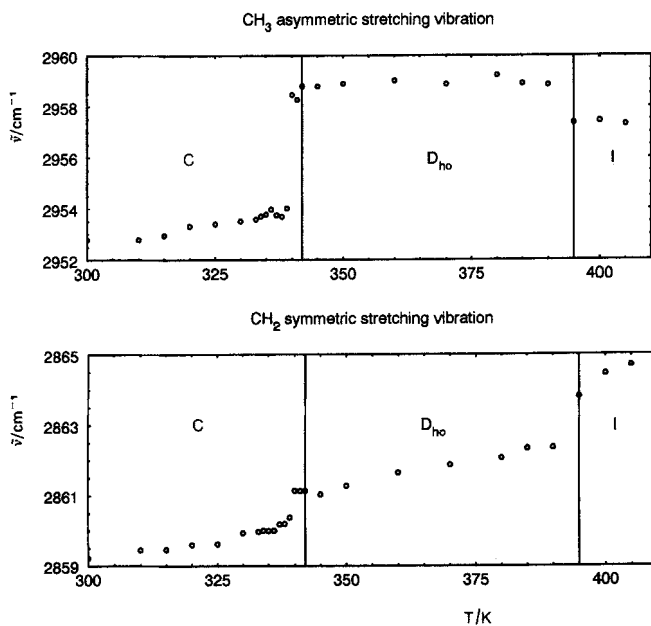 CH3 asymmetric stretching vibration
2960
2958
2956
2954
2952
ṽ/cm⁻¹
C
Dho
I
300
325
350
375
400
CH2 symmetric stretching vibration
2865
2863
2861
2859
ṽ/cm⁻¹
C
Dho
I
300
325
350
375
400
T/K